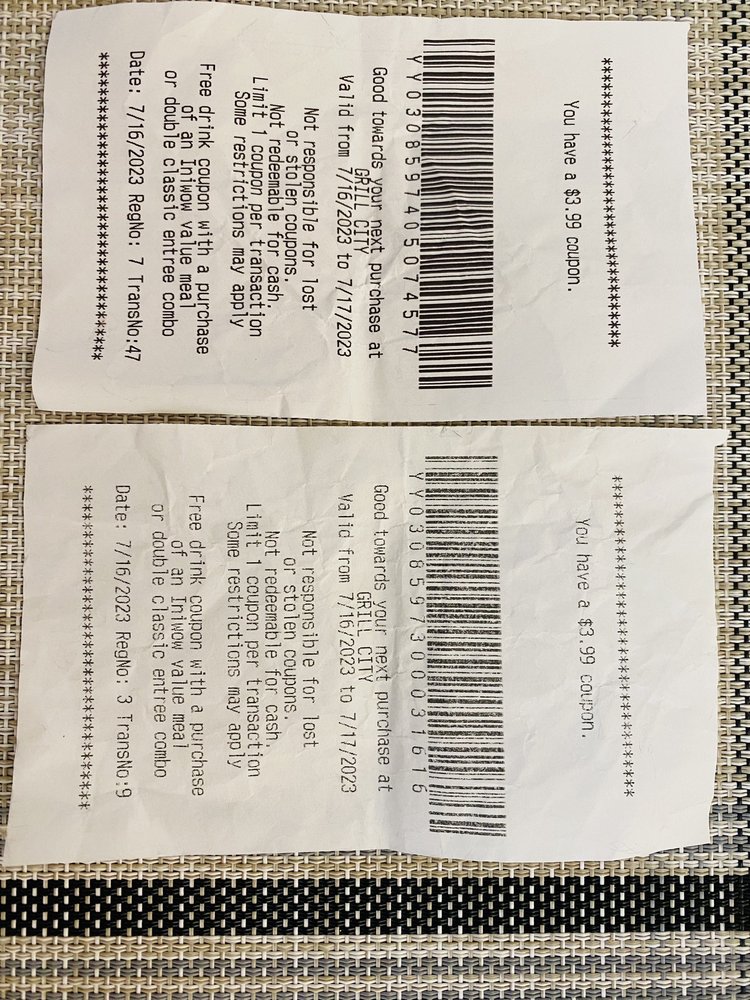 *********************************
You have a $3.99 coupon.
YY0308597405074577
Good towards your next purchase at
GRILL CITY
Valid from 7/16/2023 to 7/17/2023
Not responsible for lost
or stolen coupons.
Not redeemable for cash.
Limit 1 coupon per transaction
Some restrictions may apply
Free drink coupon with a purchase
of an Iniwow value meal
or double classic entree combo
Date: 7/16/2023 RegNo: 7 TransNo:47
*********************************
*********************************
You have a $3.99 coupon.
YY0308597300031616
Good towards your next purchase at
GRILL CITY
Valid from 7/16/2023 to 7/17/2023
Not responsible for lost
or stolen coupons.
Not redeemable for cash.
Limit 1 coupon per transaction
Some restrictions may apply
Free drink coupon with a purchase
of an Iniwow value meal
or double classic entree combo
Date: 7/16/2023 RegNo: 3 TransNo:9
*********************************